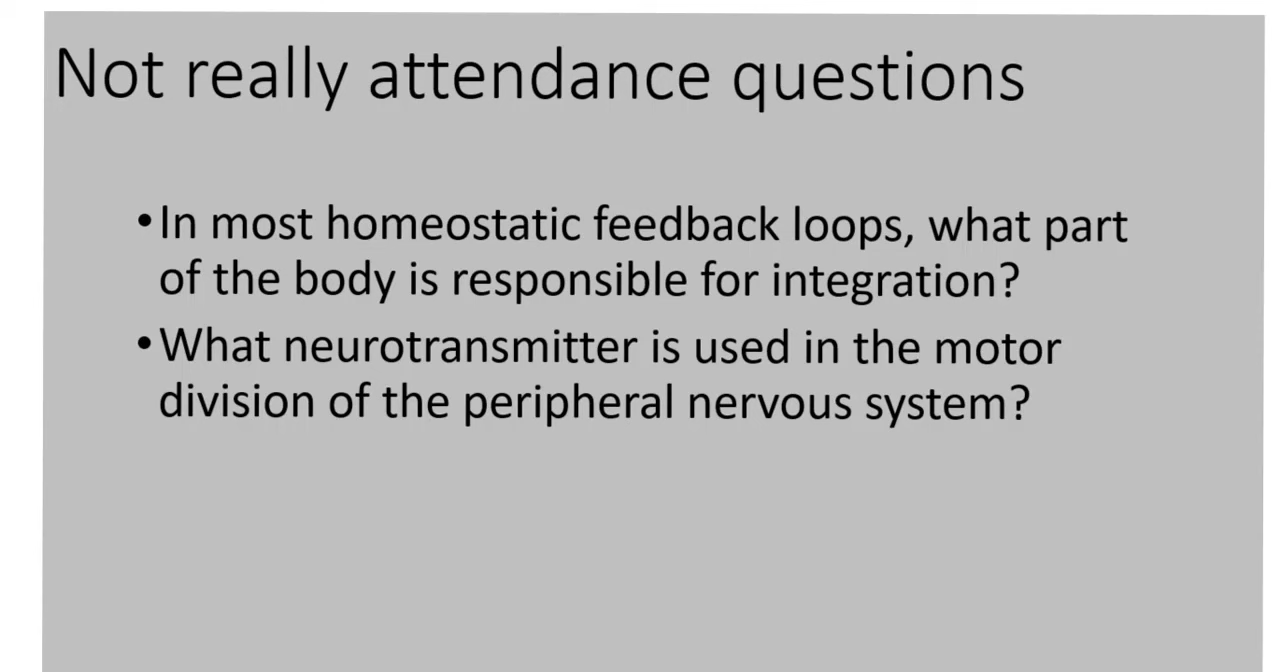 Not really attendance questions
•In most homeostatic feedback loops, what part
of the body is responsible for integration?
•What neurotransmitter is used in the motor
division of the peripheral nervous system?